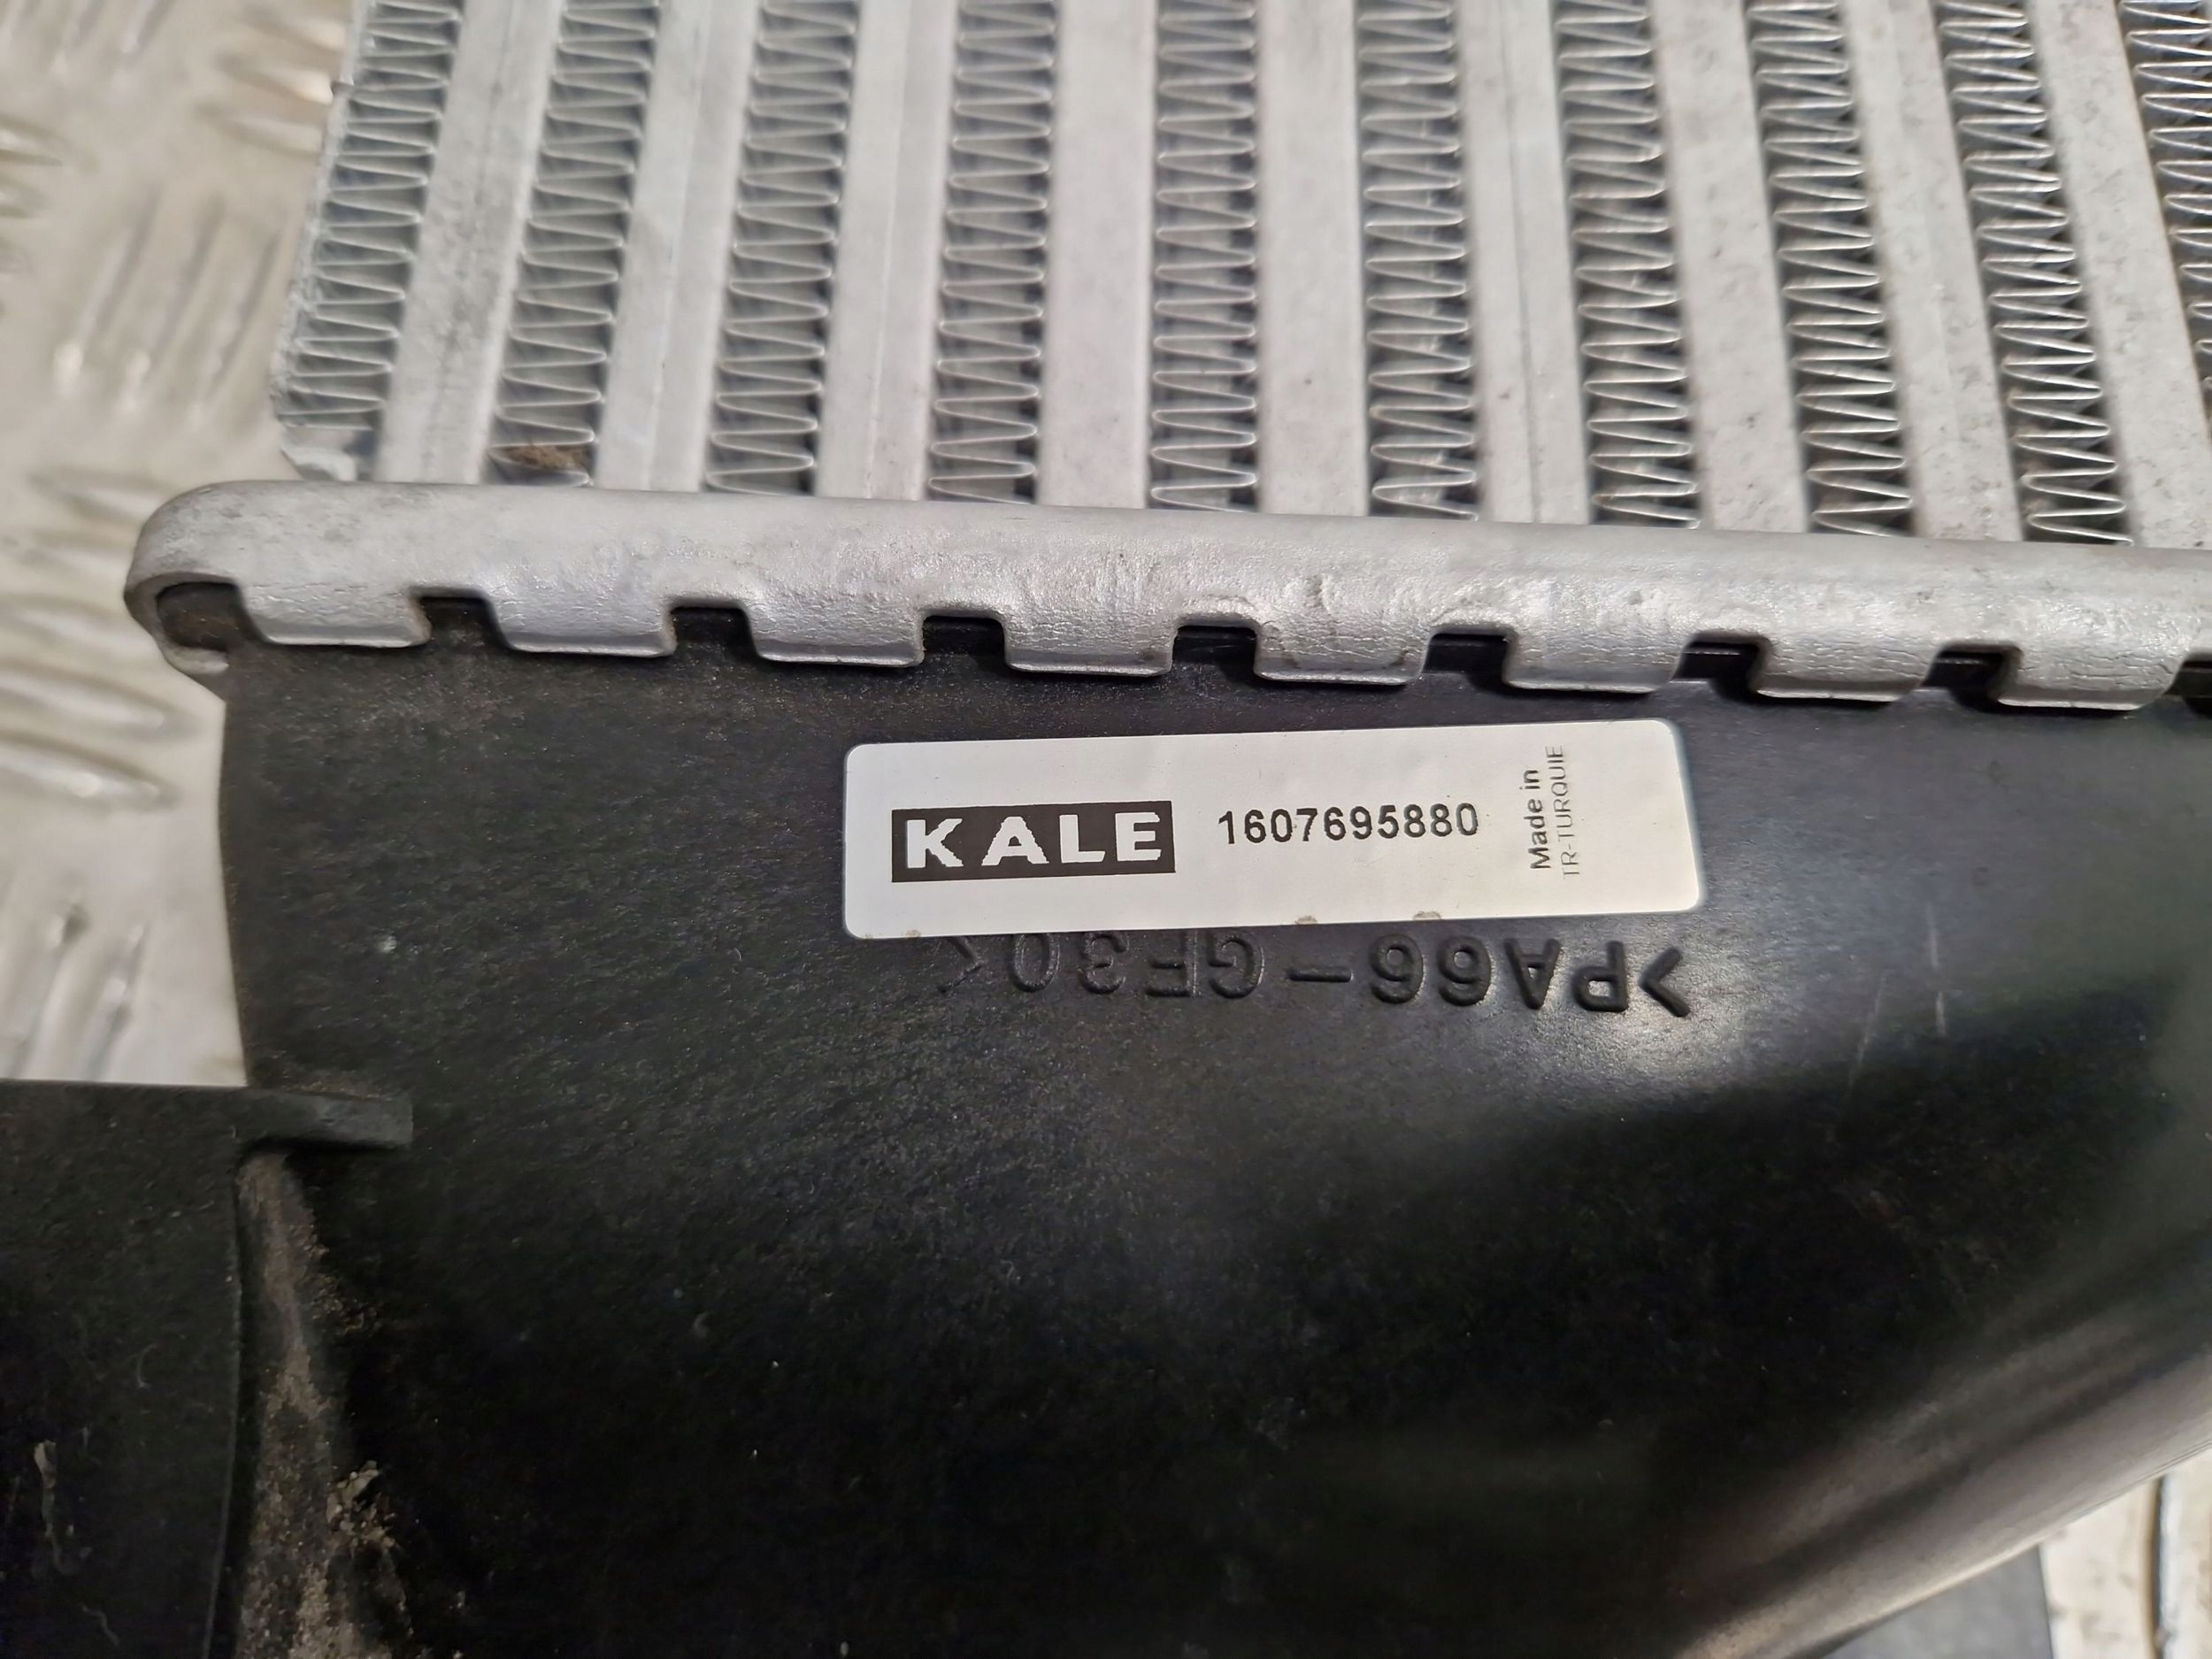 KALE 1607695880
Made in
TR-TURQUIE
>PA66-GF30<